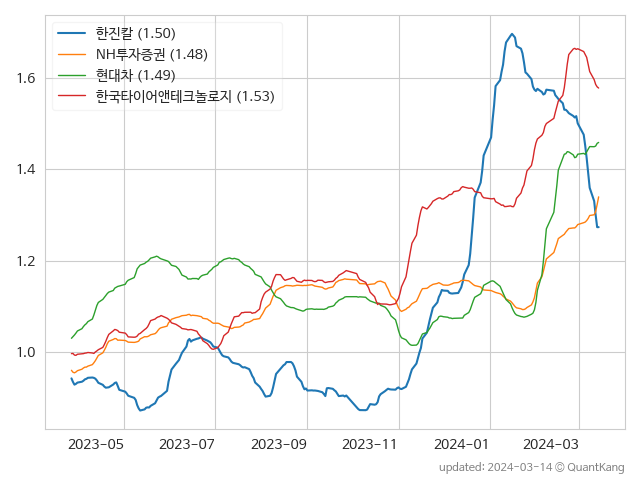 한진칼 (1.50)
NH투자증권 (1.48)
현대차 (1.49)
한국타이어앤테크놀로지 (1.53)
1.6
1.4
1.2
1.0
2023-05 2023-07 2023-09 2023-11 2024-01 2024-03
updated: 2024-03-14 © QuantKang